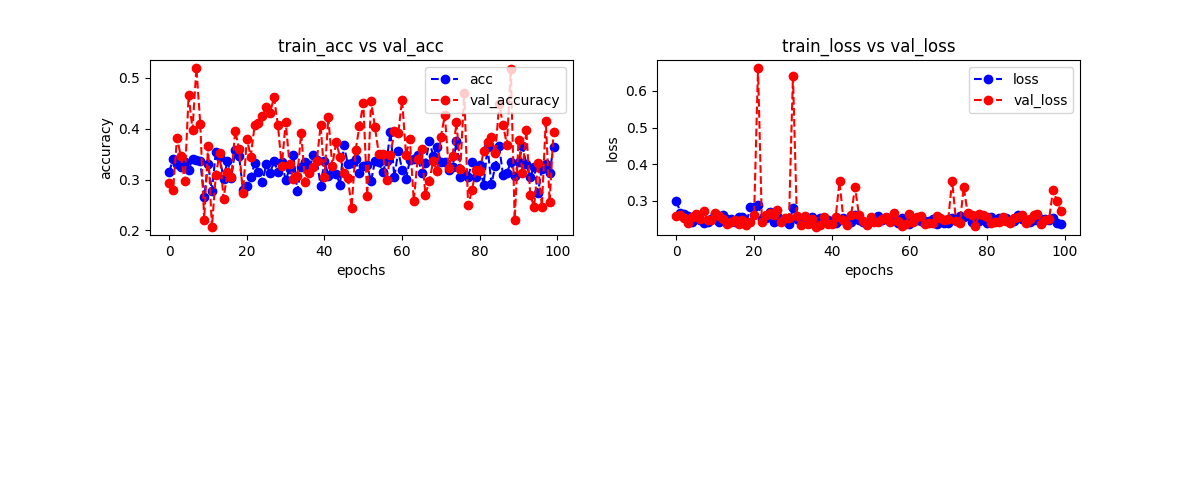 train_acc vs val_acc
accuracy
0.5
0.4
0.3
0.2
acc
val_accuracy
0
20
40
60
80
100
epochs
train_loss vs val_loss
loss
0.6
0.5
0.4
0.3
loss
val_loss
0
20
40
60
80
100
epochs